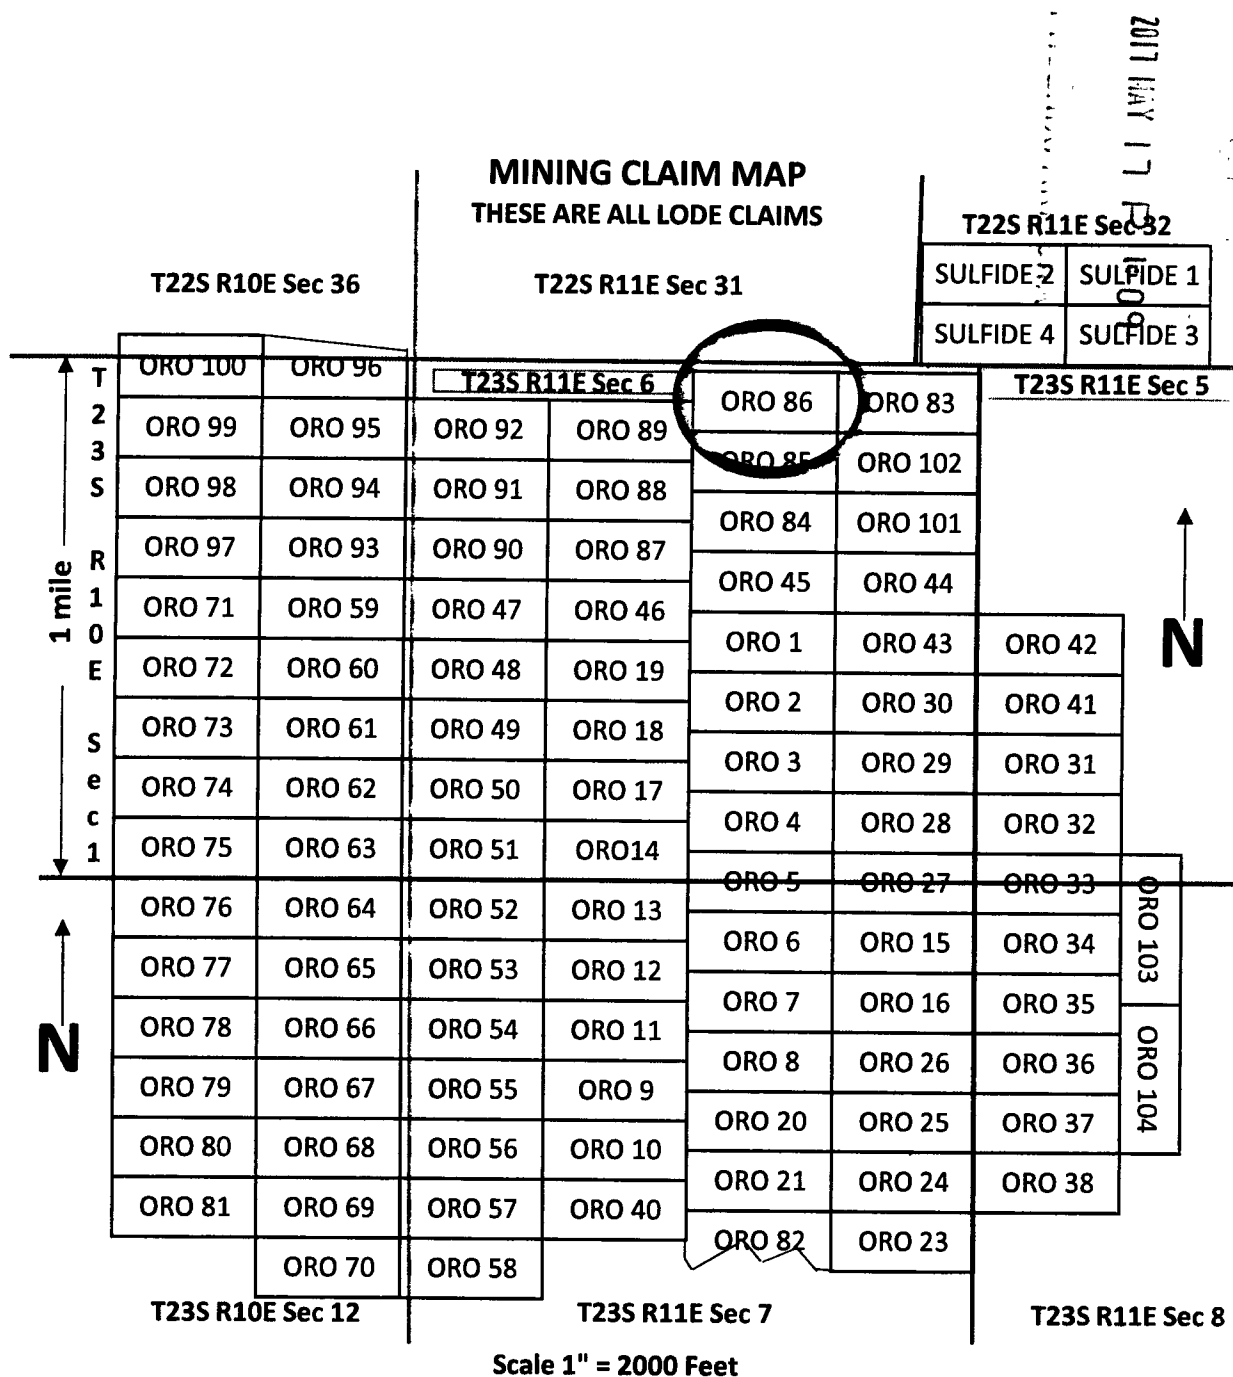 2017 MAY 17 P 1:09
MINING CLAIM MAP
THESE ARE ALL LODE CLAIMS
T22S R11E Sec 32
T22S R10E Sec 36
T22S R11E Sec 31
SULFIDE 2 SULFIDE 1
SULFIDE 4 SULFIDE 3
T23S R11E Sec 6
T23S R11E Sec 5
T23S R10E Sec1
1 mile
ORO 100 ORO 96
ORO 86 ORO 83
ORO 99 ORO 95 ORO 92 ORO 89
ORO 85 ORO 102
ORO 98 ORO 94 ORO 91 ORO 88
ORO 84 ORO 101
ORO 97 ORO 93 ORO 90 ORO 87
ORO 45 ORO 44
ORO 71 ORO 59 ORO 47 ORO 46
ORO 1 ORO 43 ORO 42
N
ORO 72 ORO 60 ORO 48 ORO 19
ORO 2 ORO 30 ORO 41
ORO 73 ORO 61 ORO 49 ORO 18
ORO 3 ORO 29 ORO 31
ORO 74 ORO 62 ORO 50 ORO 17
ORO 4 ORO 28 ORO 32
ORO 75 ORO 63 ORO 51 ORO14
ORO 5 ORO 27 ORO 33
ORO 103
ORO 76 ORO 64 ORO 52 ORO 13
ORO 6 ORO 15 ORO 34
ORO 77 ORO 65 ORO 53 ORO 12
ORO 7 ORO 16 ORO 35
ORO 104
ORO 78 ORO 66 ORO 54 ORO 11
N
ORO 8 ORO 26 ORO 36
ORO 79 ORO 67 ORO 55 ORO 9
ORO 20 ORO 25 ORO 37
ORO 80 ORO 68 ORO 56 ORO 10
ORO 21 ORO 24 ORO 38
ORO 81 ORO 69 ORO 57 ORO 40
ORO 82 ORO 23
ORO 70 ORO 58
T23S R10E Sec 12
T23S R11E Sec 7
T23S R11E Sec 8
Scale 1" = 2000 Feet